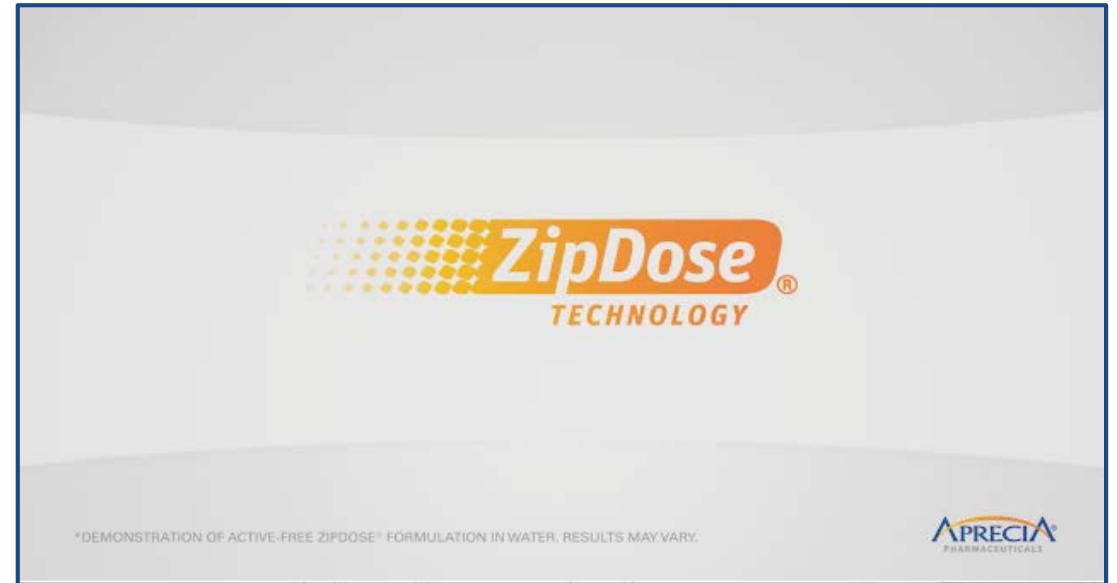 ZipDose®
TECHNOLOGY
*DEMONSTRATION OF ACTIVE-FREE ZIPDOSE® FORMULATION IN WATER. RESULTS MAY VARY.
APRECIA®
PHARMACEUTICALS